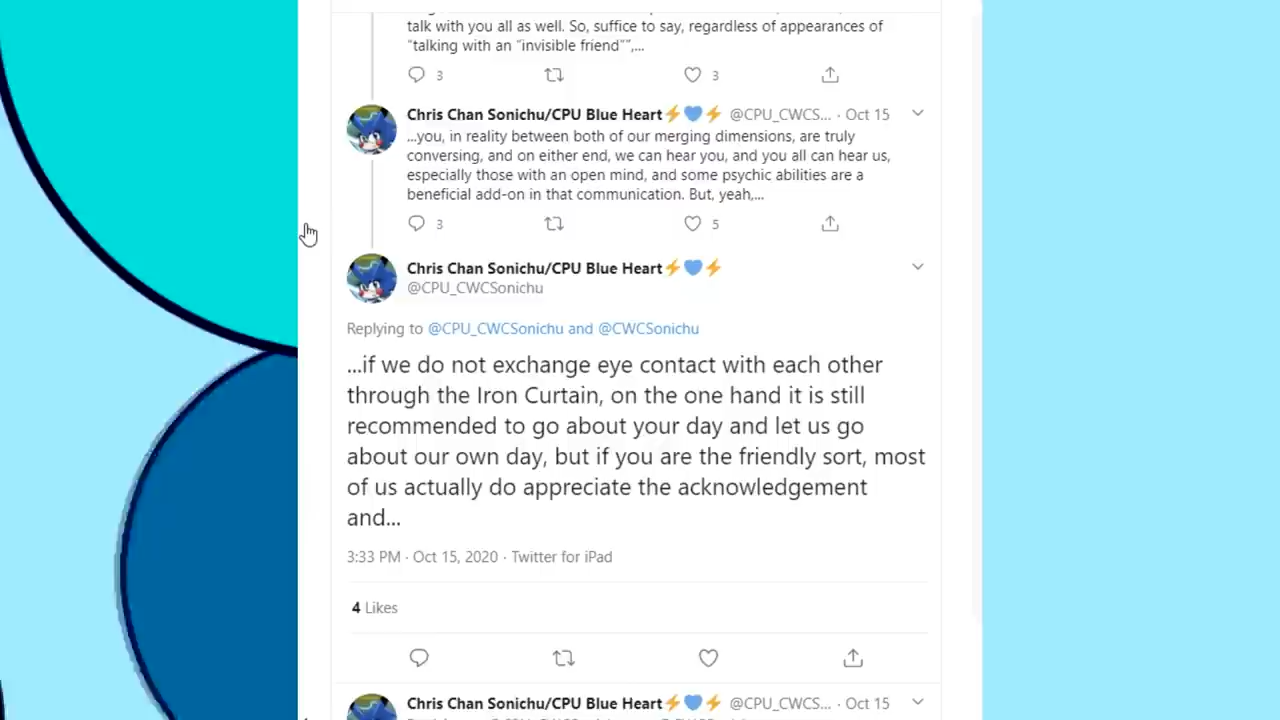 talk with you all as well. So, suffice to say, regardless of appearances of
“talking with an “invisible friend””,...
3 3
Chris Chan Sonichu/CPU Blue Heart⚡💙⚡ @CPU_CWCS... · Oct 15
...you, in reality between both of our merging dimensions, are truly
conversing, and on either end, we can hear you, and you all can hear us,
especially those with an open mind, and some psychic abilities are a
beneficial add-on in that communication. But, yeah,...
3 5
Chris Chan Sonichu/CPU Blue Heart⚡💙⚡
@CPU_CWCSonichu
Replying to @CPU_CWCSonichu and @CWCSonichu
...if we do not exchange eye contact with each other
through the Iron Curtain, on the one hand it is still
recommended to go about your day and let us go
about our own day, but if you are the friendly sort, most
of us actually do appreciate the acknowledgement
and...
3:33 PM · Oct 15, 2020 · Twitter for iPad
4 Likes
Chris Chan Sonichu/CPU Blue Heart⚡💙⚡ @CPU_CWCS... · Oct 15